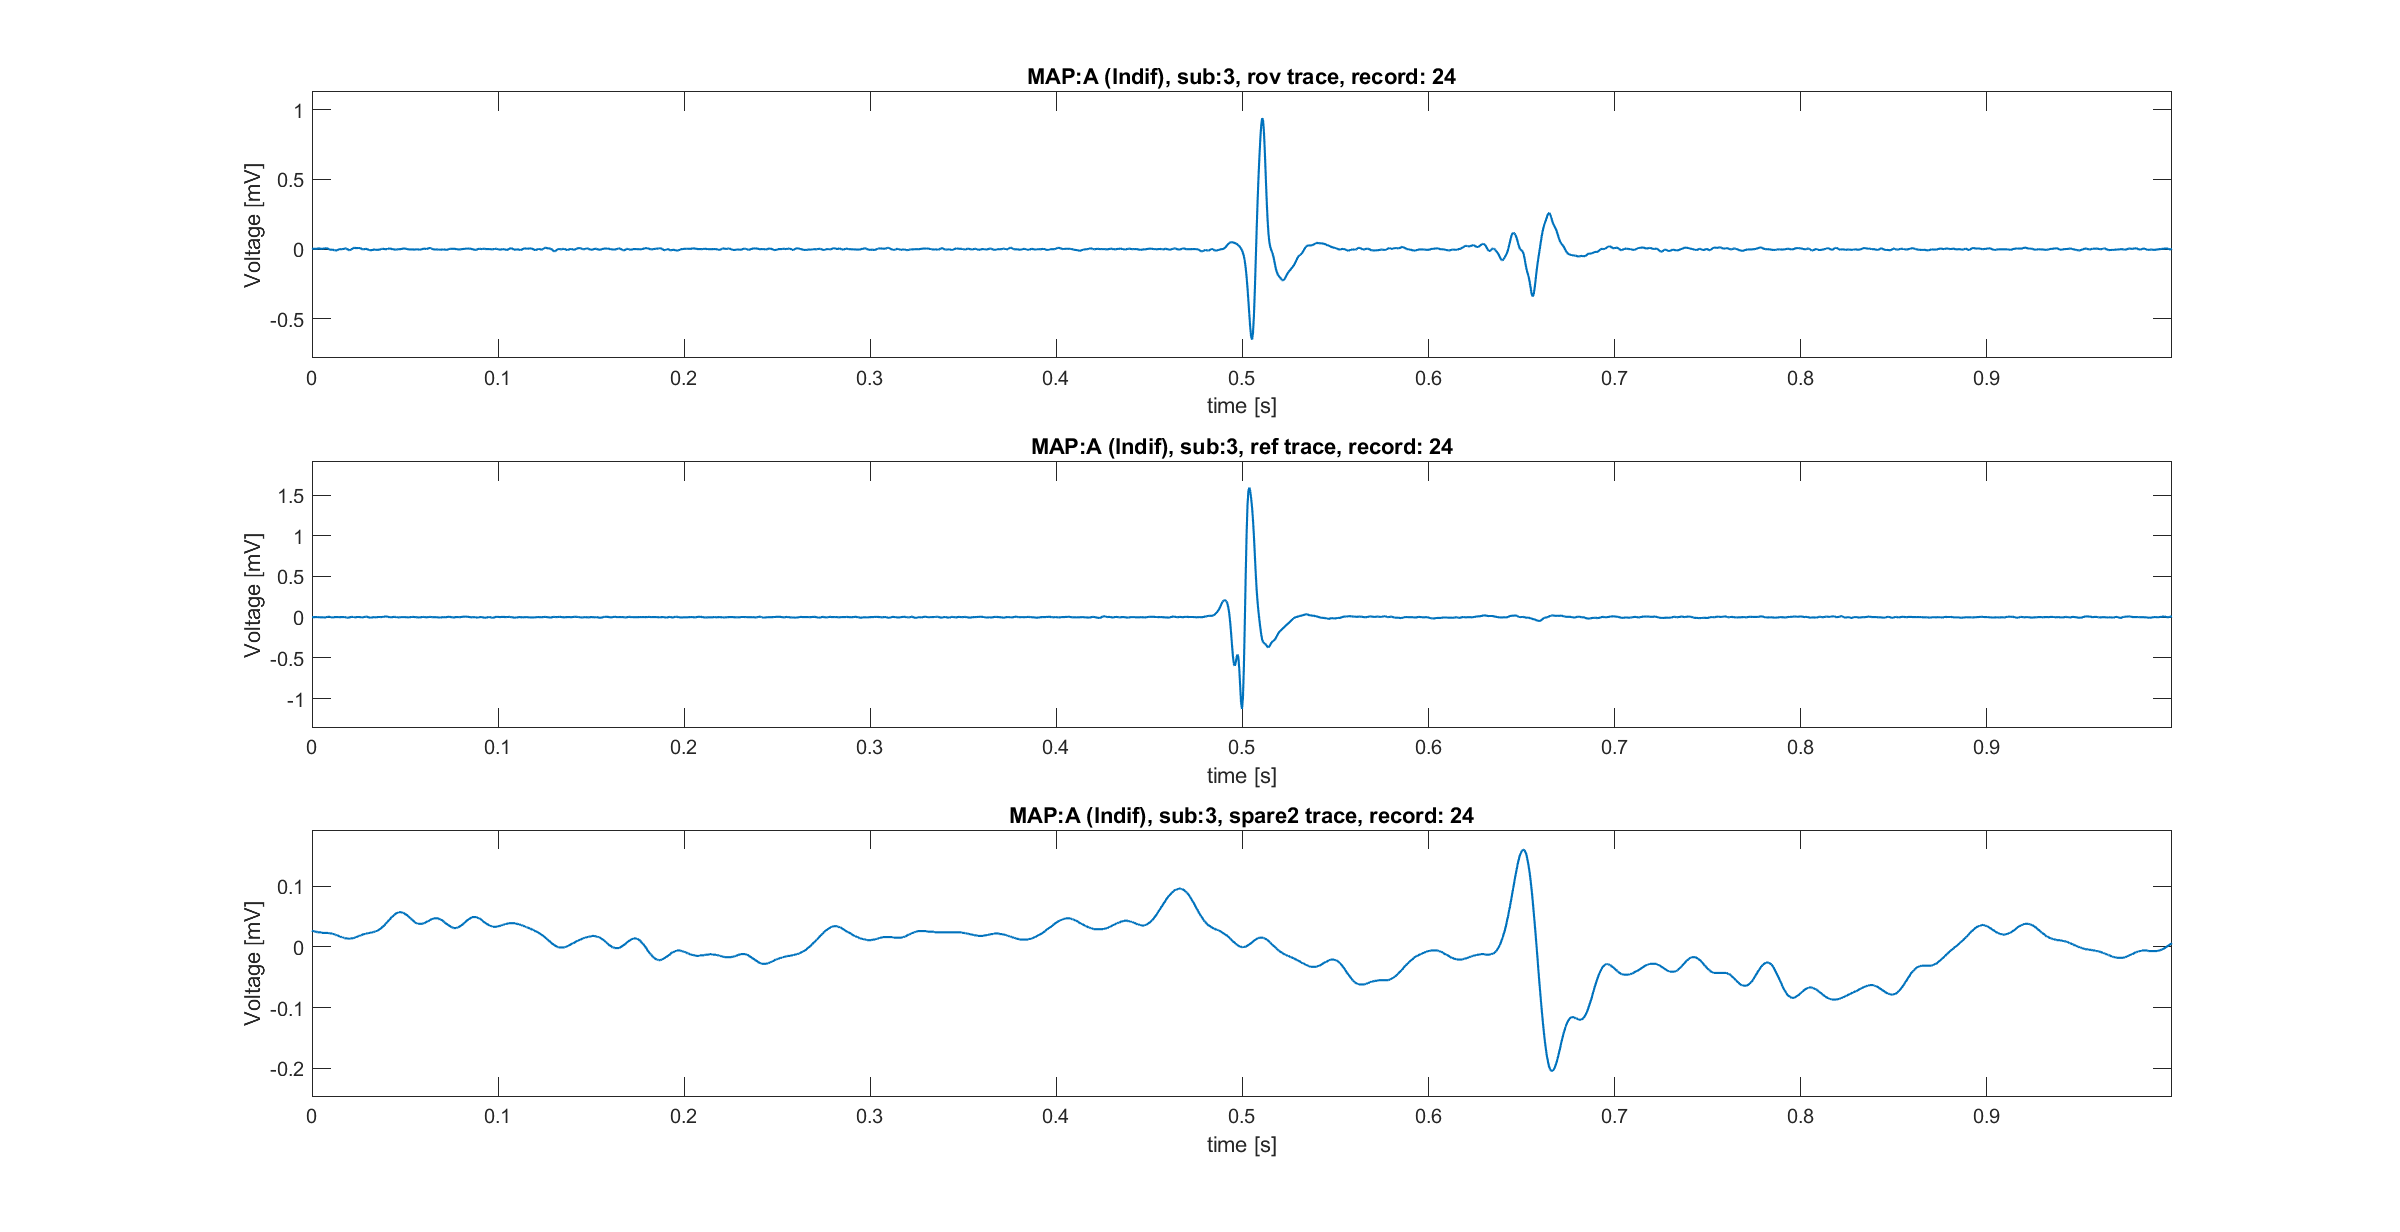 MAP:A (Indif), sub:3, rov trace, record: 24
Voltage [mV]
1
0.5
0
-0.5
0 0.1 0.2 0.3 0.4 0.5 0.6 0.7 0.8 0.9
time [s]
MAP:A (Indif), sub:3, ref trace, record: 24
Voltage [mV]
1.5
1
0.5
0
-0.5
-1
0 0.1 0.2 0.3 0.4 0.5 0.6 0.7 0.8 0.9
time [s]
MAP:A (Indif), sub:3, spare2 trace, record: 24
Voltage [mV]
0.1
0
-0.1
-0.2
0 0.1 0.2 0.3 0.4 0.5 0.6 0.7 0.8 0.9
time [s]